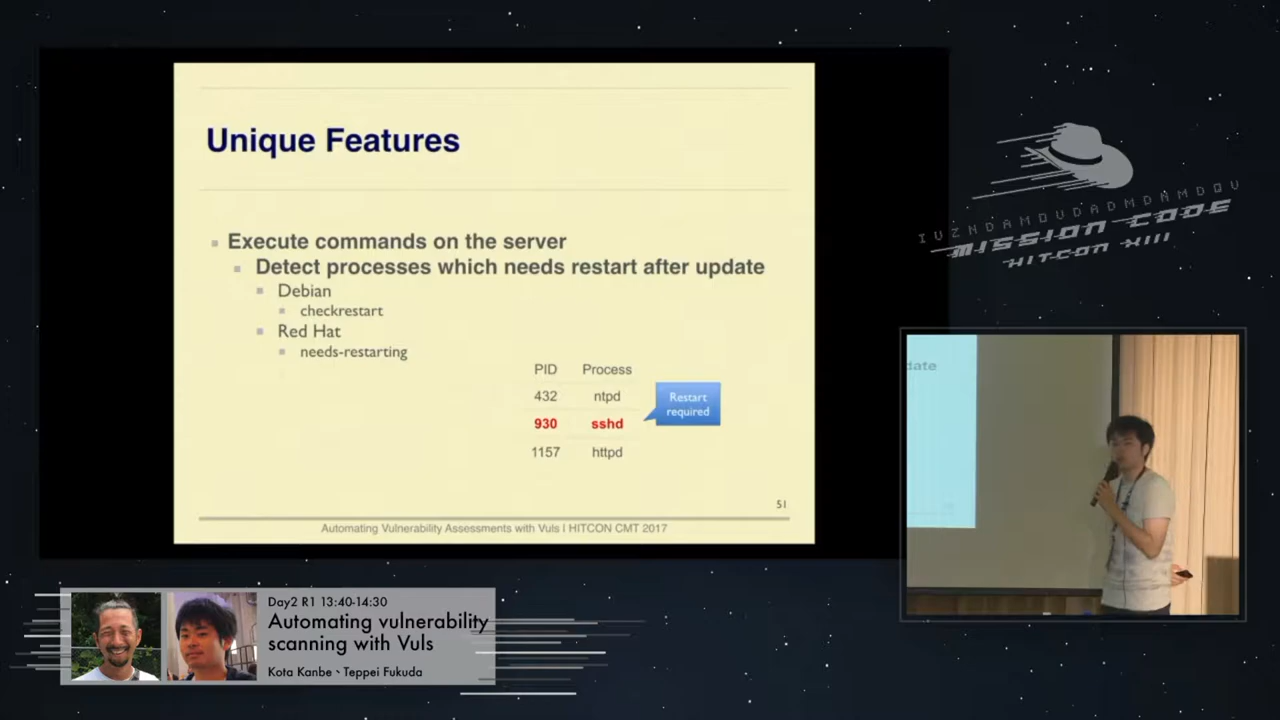 Unique Features
Execute commands on the server
Detect processes which needs restart after update
Debian
checkrestart
Red Hat
needs-restarting
PID Process
432 ntpd
930 sshd
1157 httpd
Restart
required
51
Automating Vulnerability Assessments with Vuls | HITCON CMT 2017
MISSION CODE
HITCON XIII
date
Day2 R1 13:40-14:30
Automating vulnerability
scanning with Vuls
Kota Kanbe、Teppei Fukuda